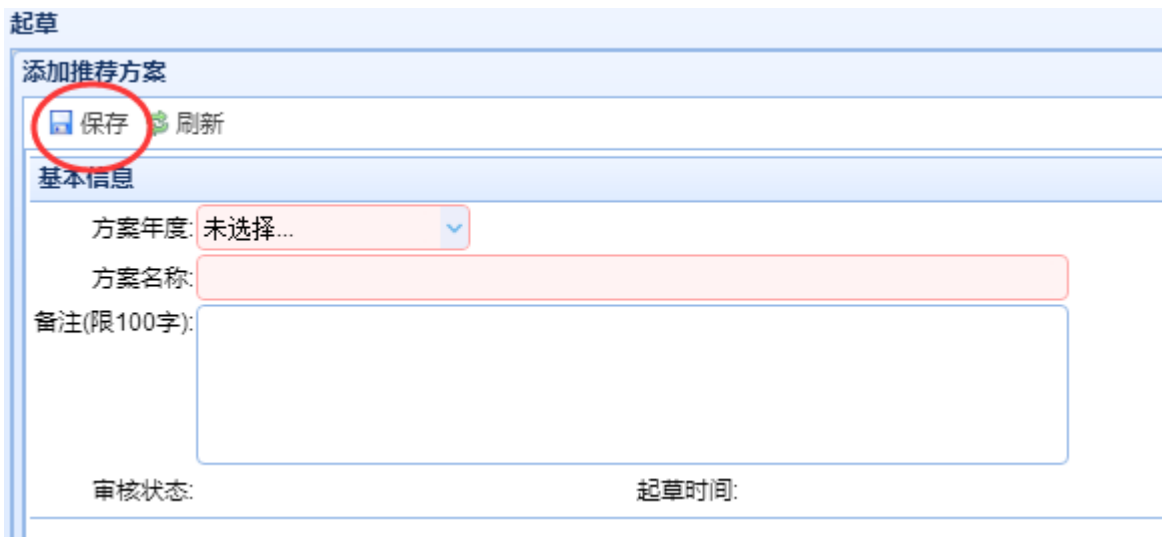 起草
添加推荐方案
保存 刷新
基本信息
方案年度: 未选择...
方案名称:
备注(限100字):
审核状态: 起草时间: